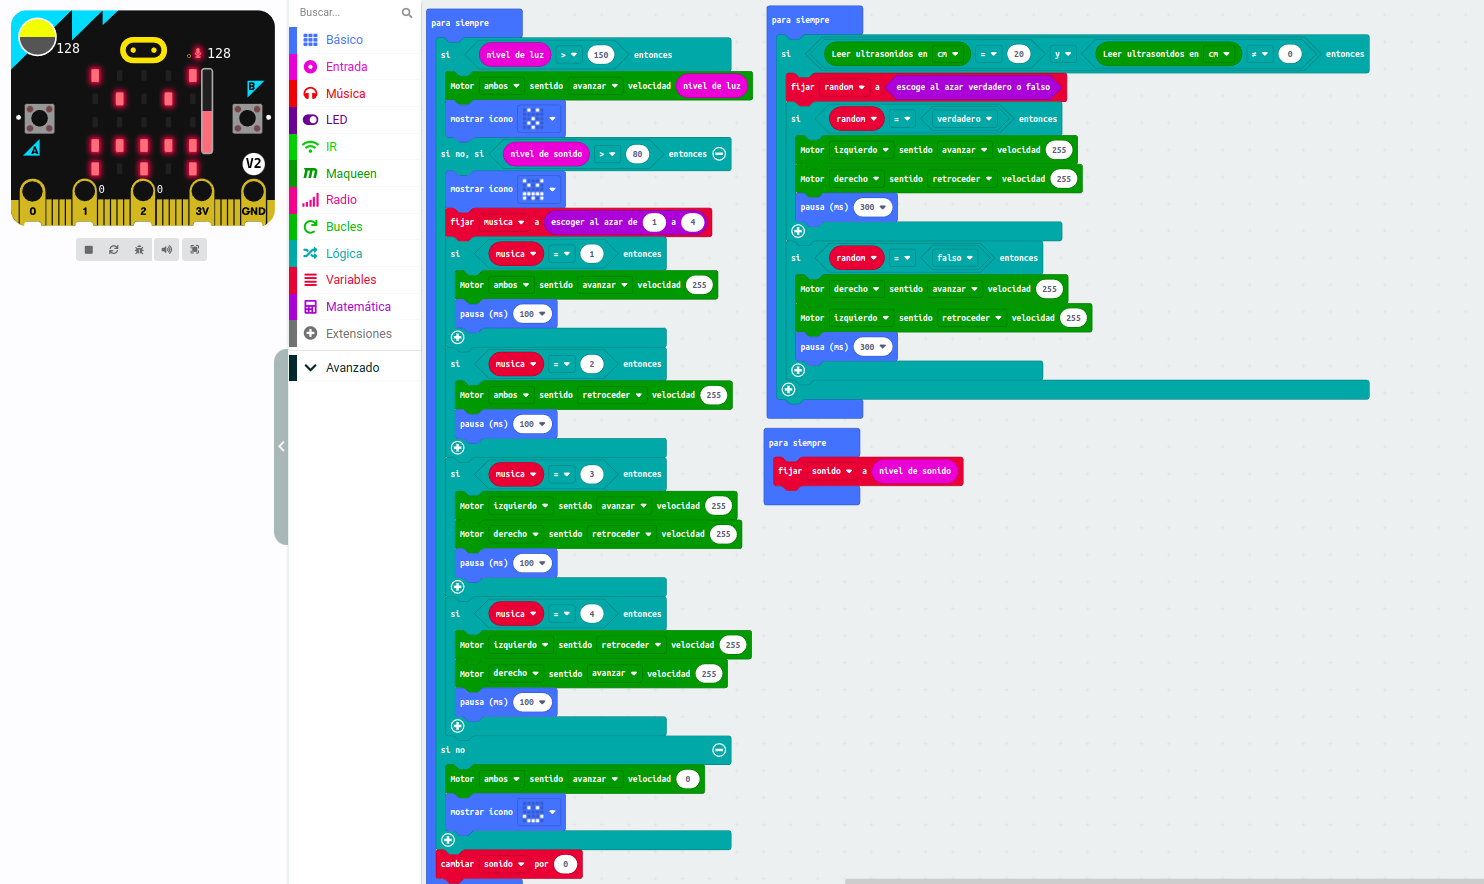 128
128
B
A
V2
0
0
0
1
2
3V
GND
Buscar...
Básico
Entrada
Música
LED
IR
Maqueen
Radio
Bucles
Lógica
Variables
Matemática
Extensiones
Avanzado
para siempre
si nivel de luz > 150 entonces
Motor ambos sentido avanzar velocidad nivel de luz
mostrar icono
si no, si nivel de sonido > 80 entonces
mostrar icono
fijar musica a escoger al azar de 1 a 4
si musica = 1 entonces
Motor ambos sentido avanzar velocidad 255
pausa (ms) 100
si musica = 2 entonces
Motor ambos sentido retroceder velocidad 255
pausa (ms) 100
si musica = 3 entonces
Motor izquierdo sentido avanzar velocidad 255
Motor derecho sentido retroceder velocidad 255
pausa (ms) 100
si musica = 4 entonces
Motor izquierdo sentido retroceder velocidad 255
Motor derecho sentido avanzar velocidad 255
pausa (ms) 100
si no
Motor ambos sentido avanzar velocidad 0
mostrar icono
cambiar sonido por 0
para siempre
si Leer ultrasonidos en cm = 20 y Leer ultrasonidos en cm ≠ 0 entonces
fijar random a escoge al azar verdadero o falso
si random = verdadero entonces
Motor izquierdo sentido avanzar velocidad 255
Motor derecho sentido retroceder velocidad 255
pausa (ms) 300
si random = falso entonces
Motor derecho sentido avanzar velocidad 255
Motor izquierdo sentido retroceder velocidad 255
pausa (ms) 300
para siempre
fijar sonido a nivel de sonido